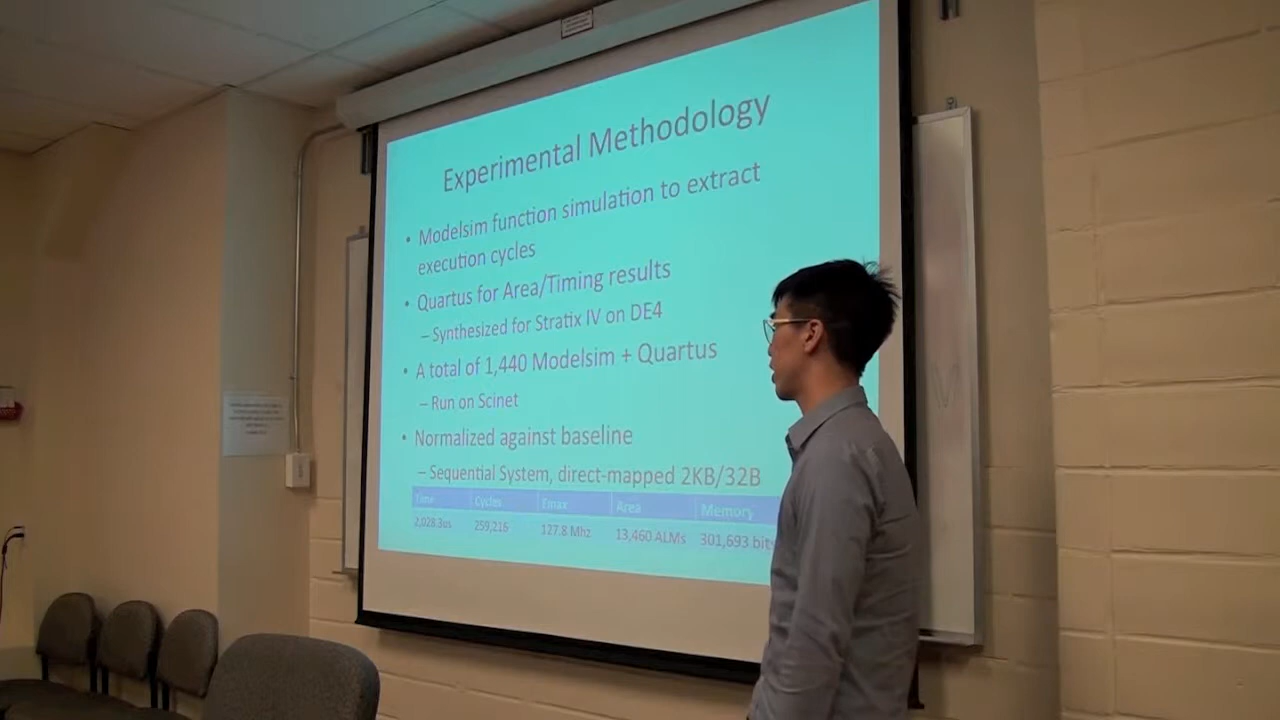 Experimental Methodology
• Modelsim function simulation to extract
execution cycles
• Quartus for Area/Timing results
– Synthesized for Stratix IV on DE4
• A total of 1,440 Modelsim + Quartus
– Run on Scinet
• Normalized against baseline
– Sequential System, direct-mapped 2KB/32B
Time Cycles Fmax Area Memory
2,028.3us 259,216 127.8 Mhz 13,460 ALMs 301,693 bit